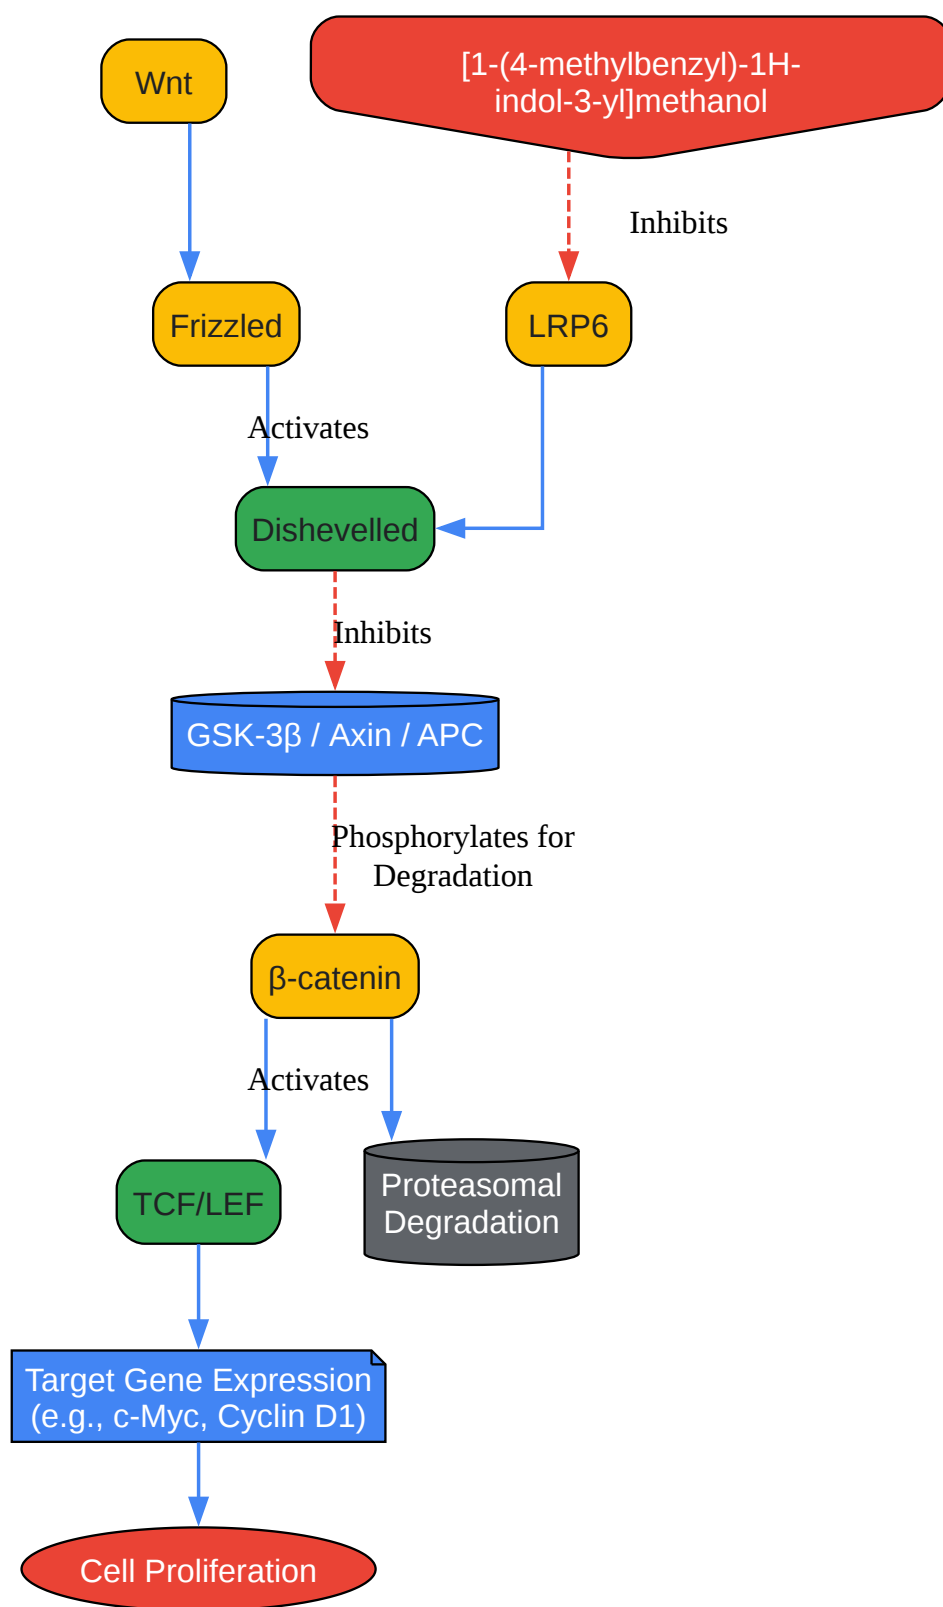 Wnt
[1-(4-methylbenzyl)-1H-
indol-3-yl]methanol
Inhibits
Frizzled
LRP6
Activates
Dishevelled
Inhibits
GSK-3β / Axin / APC
Phosphorylates for
Degradation
β-catenin
Activates
TCF/LEF
Proteasomal
Degradation
Target Gene Expression
(e.g., c-Myc, Cyclin D1)
Cell Proliferation